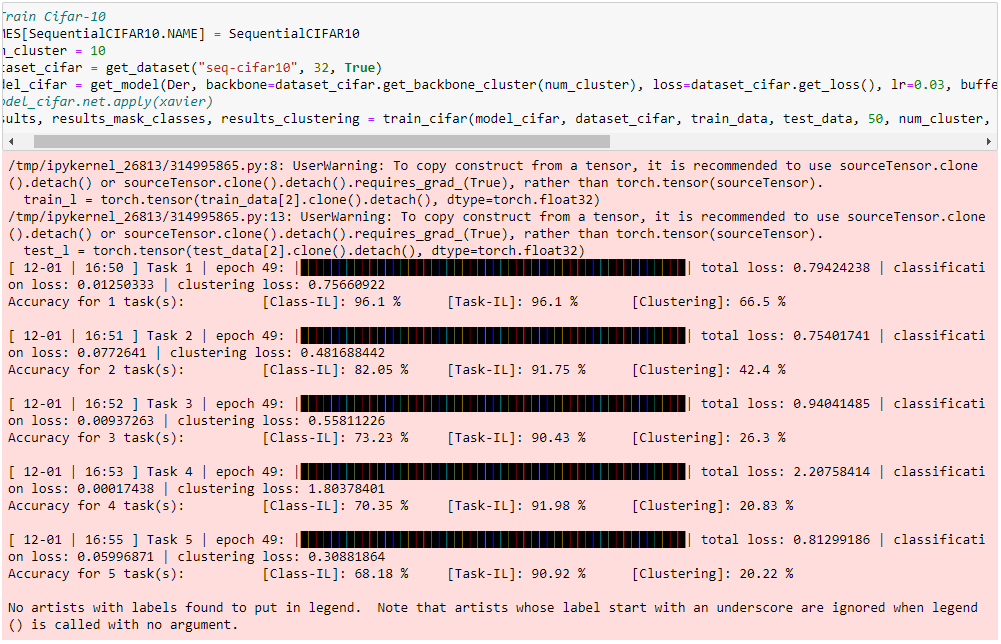 Train Cifar-10
MES[SequentialCIFAR10.NAME] = SequentialCIFAR10
_cluster = 10
taset_cifar = get_dataset("seq-cifar10", 32, True)
del_cifar = get_model(Der, backbone=dataset_cifar.get_backbone_cluster(num_cluster), loss=dataset_cifar.get_loss(), lr=0.03, buffe
odel_cifar.net.apply(xavier)
sults, results_mask_classes, results_clustering = train_cifar(model_cifar, dataset_cifar, train_data, test_data, 50, num_cluster,
/tmp/ipykernel_26813/314995865.py:8: UserWarning: To copy construct from a tensor, it is recommended to use sourceTensor.clone
().detach() or sourceTensor.clone().detach().requires_grad_(True), rather than torch.tensor(sourceTensor).
train_l = torch.tensor(train_data[2].clone().detach(), dtype=torch.float32)
/tmp/ipykernel_26813/314995865.py:13: UserWarning: To copy construct from a tensor, it is recommended to use sourceTensor.clone
().detach() or sourceTensor.clone().detach().requires_grad_(True), rather than torch.tensor(sourceTensor).
test_l = torch.tensor(test_data[2].clone().detach(), dtype=torch.float32)
[ 12-01 | 16:50 ] Task 1 | epoch 49: | | total loss: 0.79424238 | classificati
on loss: 0.01250333 | clustering loss: 0.75660922
Accuracy for 1 task(s): [Class-IL]: 96.1 % [Task-IL]: 96.1 % [Clustering]: 66.5 %
[ 12-01 | 16:51 ] Task 2 | epoch 49: | | total loss: 0.75401741 | classificati
on loss: 0.0772641 | clustering loss: 0.481688442
Accuracy for 2 task(s): [Class-IL]: 82.05 % [Task-IL]: 91.75 % [Clustering]: 42.4 %
[ 12-01 | 16:52 ] Task 3 | epoch 49: | | total loss: 0.94041485 | classificati
on loss: 0.00937263 | clustering loss: 0.55811226
Accuracy for 3 task(s): [Class-IL]: 73.23 % [Task-IL]: 90.43 % [Clustering]: 26.3 %
[ 12-01 | 16:53 ] Task 4 | epoch 49: | | total loss: 2.20758414 | classificati
on loss: 0.00017438 | clustering loss: 1.80378401
Accuracy for 4 task(s): [Class-IL]: 70.35 % [Task-IL]: 91.98 % [Clustering]: 20.83 %
[ 12-01 | 16:55 ] Task 5 | epoch 49: | | total loss: 0.81299186 | classificati
on loss: 0.05996871 | clustering loss: 0.30881864
Accuracy for 5 task(s): [Class-IL]: 68.18 % [Task-IL]: 90.92 % [Clustering]: 20.22 %
No artists with labels found to put in legend. Note that artists whose label start with an underscore are ignored when legend
() is called with no argument.